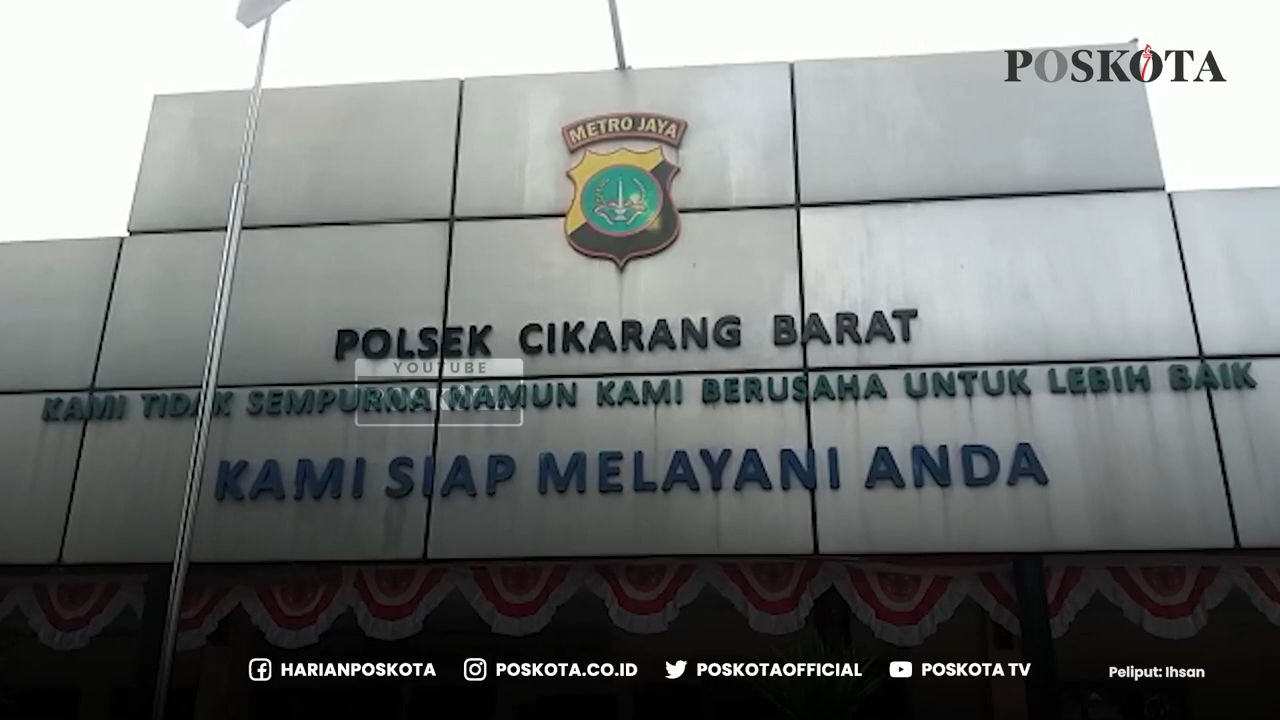 POSKOTA
METRO JAYA
POLSEK CIKARANG BARAT
YOUTUBE
KAMI TIDAK SEMPURNA NAMUN KAMI BERUSAHA UNTUK LEBIH BAIK
KAMI SIAP MELAYANI ANDA
HARIANPOSKOTA POSKOTA.CO.ID POSKOTAOFFICIAL POSKOTA TV
Peliput: Ihsan